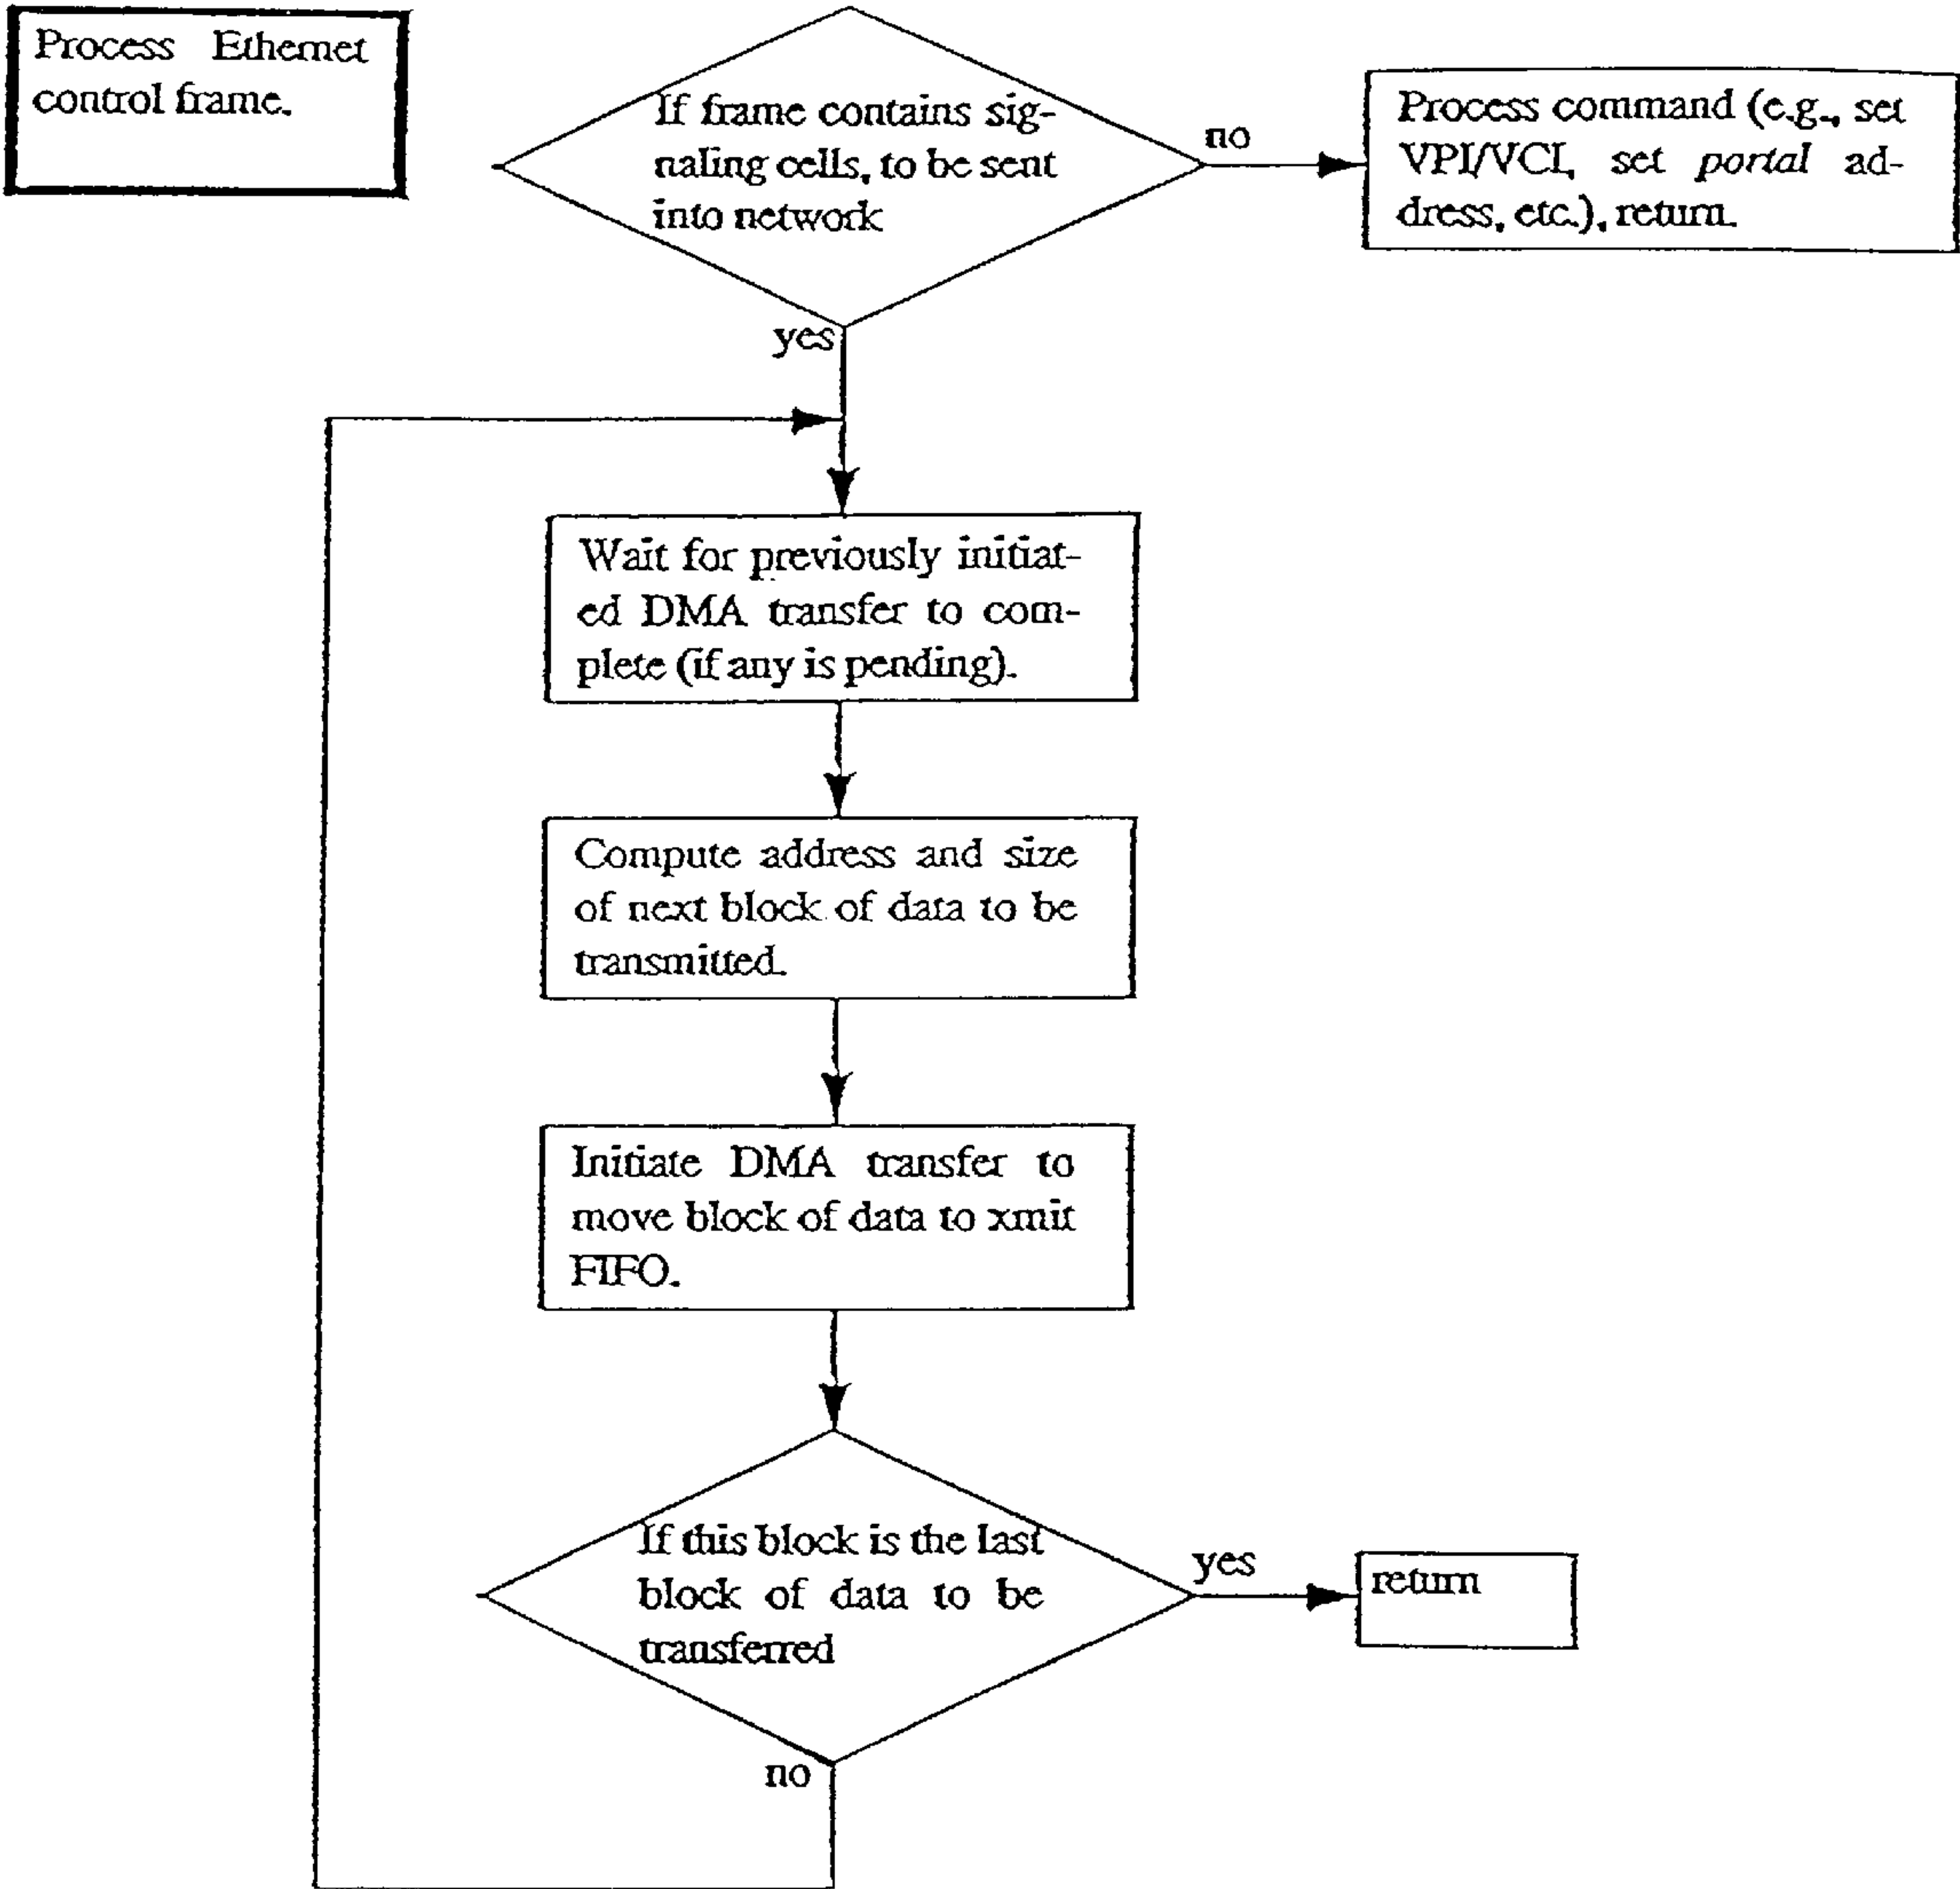 Process Ethernet
control frame.
If frame contains sig-
naling cells, to be sent
into network
no
Process command (e.g., set
VPI/VCI, set portal ad-
dress, etc.), return.
yes
Wait for previously initiat-
ed DMA transfer to com-
plete (if any is pending).
Compute address and size
of next block of data to be
transmitted.
Initiate DMA transfer to
move block of data to xmit
FIFO.
If this block is the last
block of data to be
transferred
yes
return
no